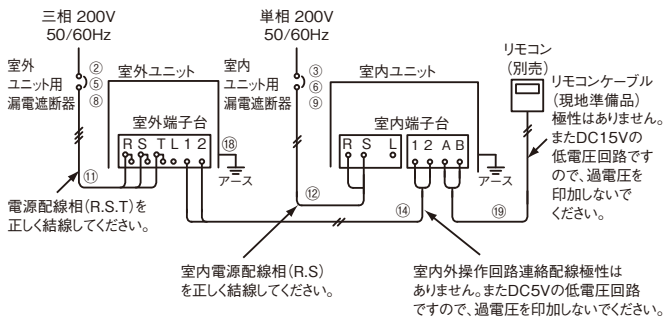 三相 200V
50/60Hz
単相 200V
50/60Hz
リモコン
(別売)
室外
ユニット用
漏電遮断器
②
⑤
⑧
室外ユニット
室内
ユニット用
漏電遮断器
③
⑥
⑨
室内ユニット
リモコンケーブル
(現地準備品)
極性はありません。
またDC15Vの
低電圧回路です
ので、過電圧を
印加しないで
ください。
室外端子台
R S T L 1 2
⑱
アース
室内端子台
R S L
1 2 A B
アース
⑪
⑫
⑭
⑲
電源配線相(R.S.T)を
正しく結線してください。
室内電源配線相(R.S)
を正しく結線してください。
室内外操作回路連絡配線極性は
ありません。またDC5Vの低電圧回路
ですので、過電圧を印加しないでください。